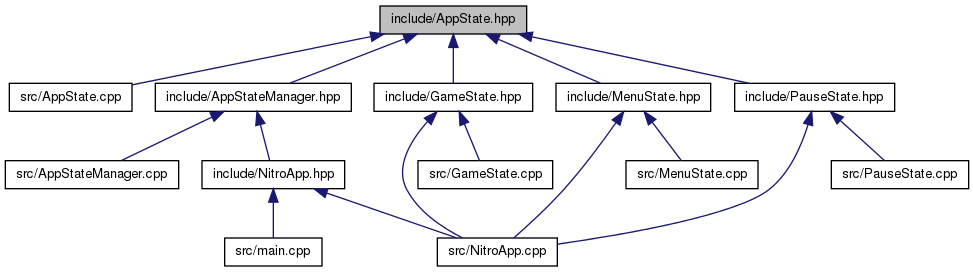 include/AppState.hpp
src/AppState.cpp
include/AppStateManager.hpp
include/GameState.hpp
include/MenuState.hpp
include/PauseState.hpp
src/AppStateManager.cpp
include/NitroApp.hpp
src/GameState.cpp
src/MenuState.cpp
src/PauseState.cpp
src/main.cpp
src/NitroApp.cpp